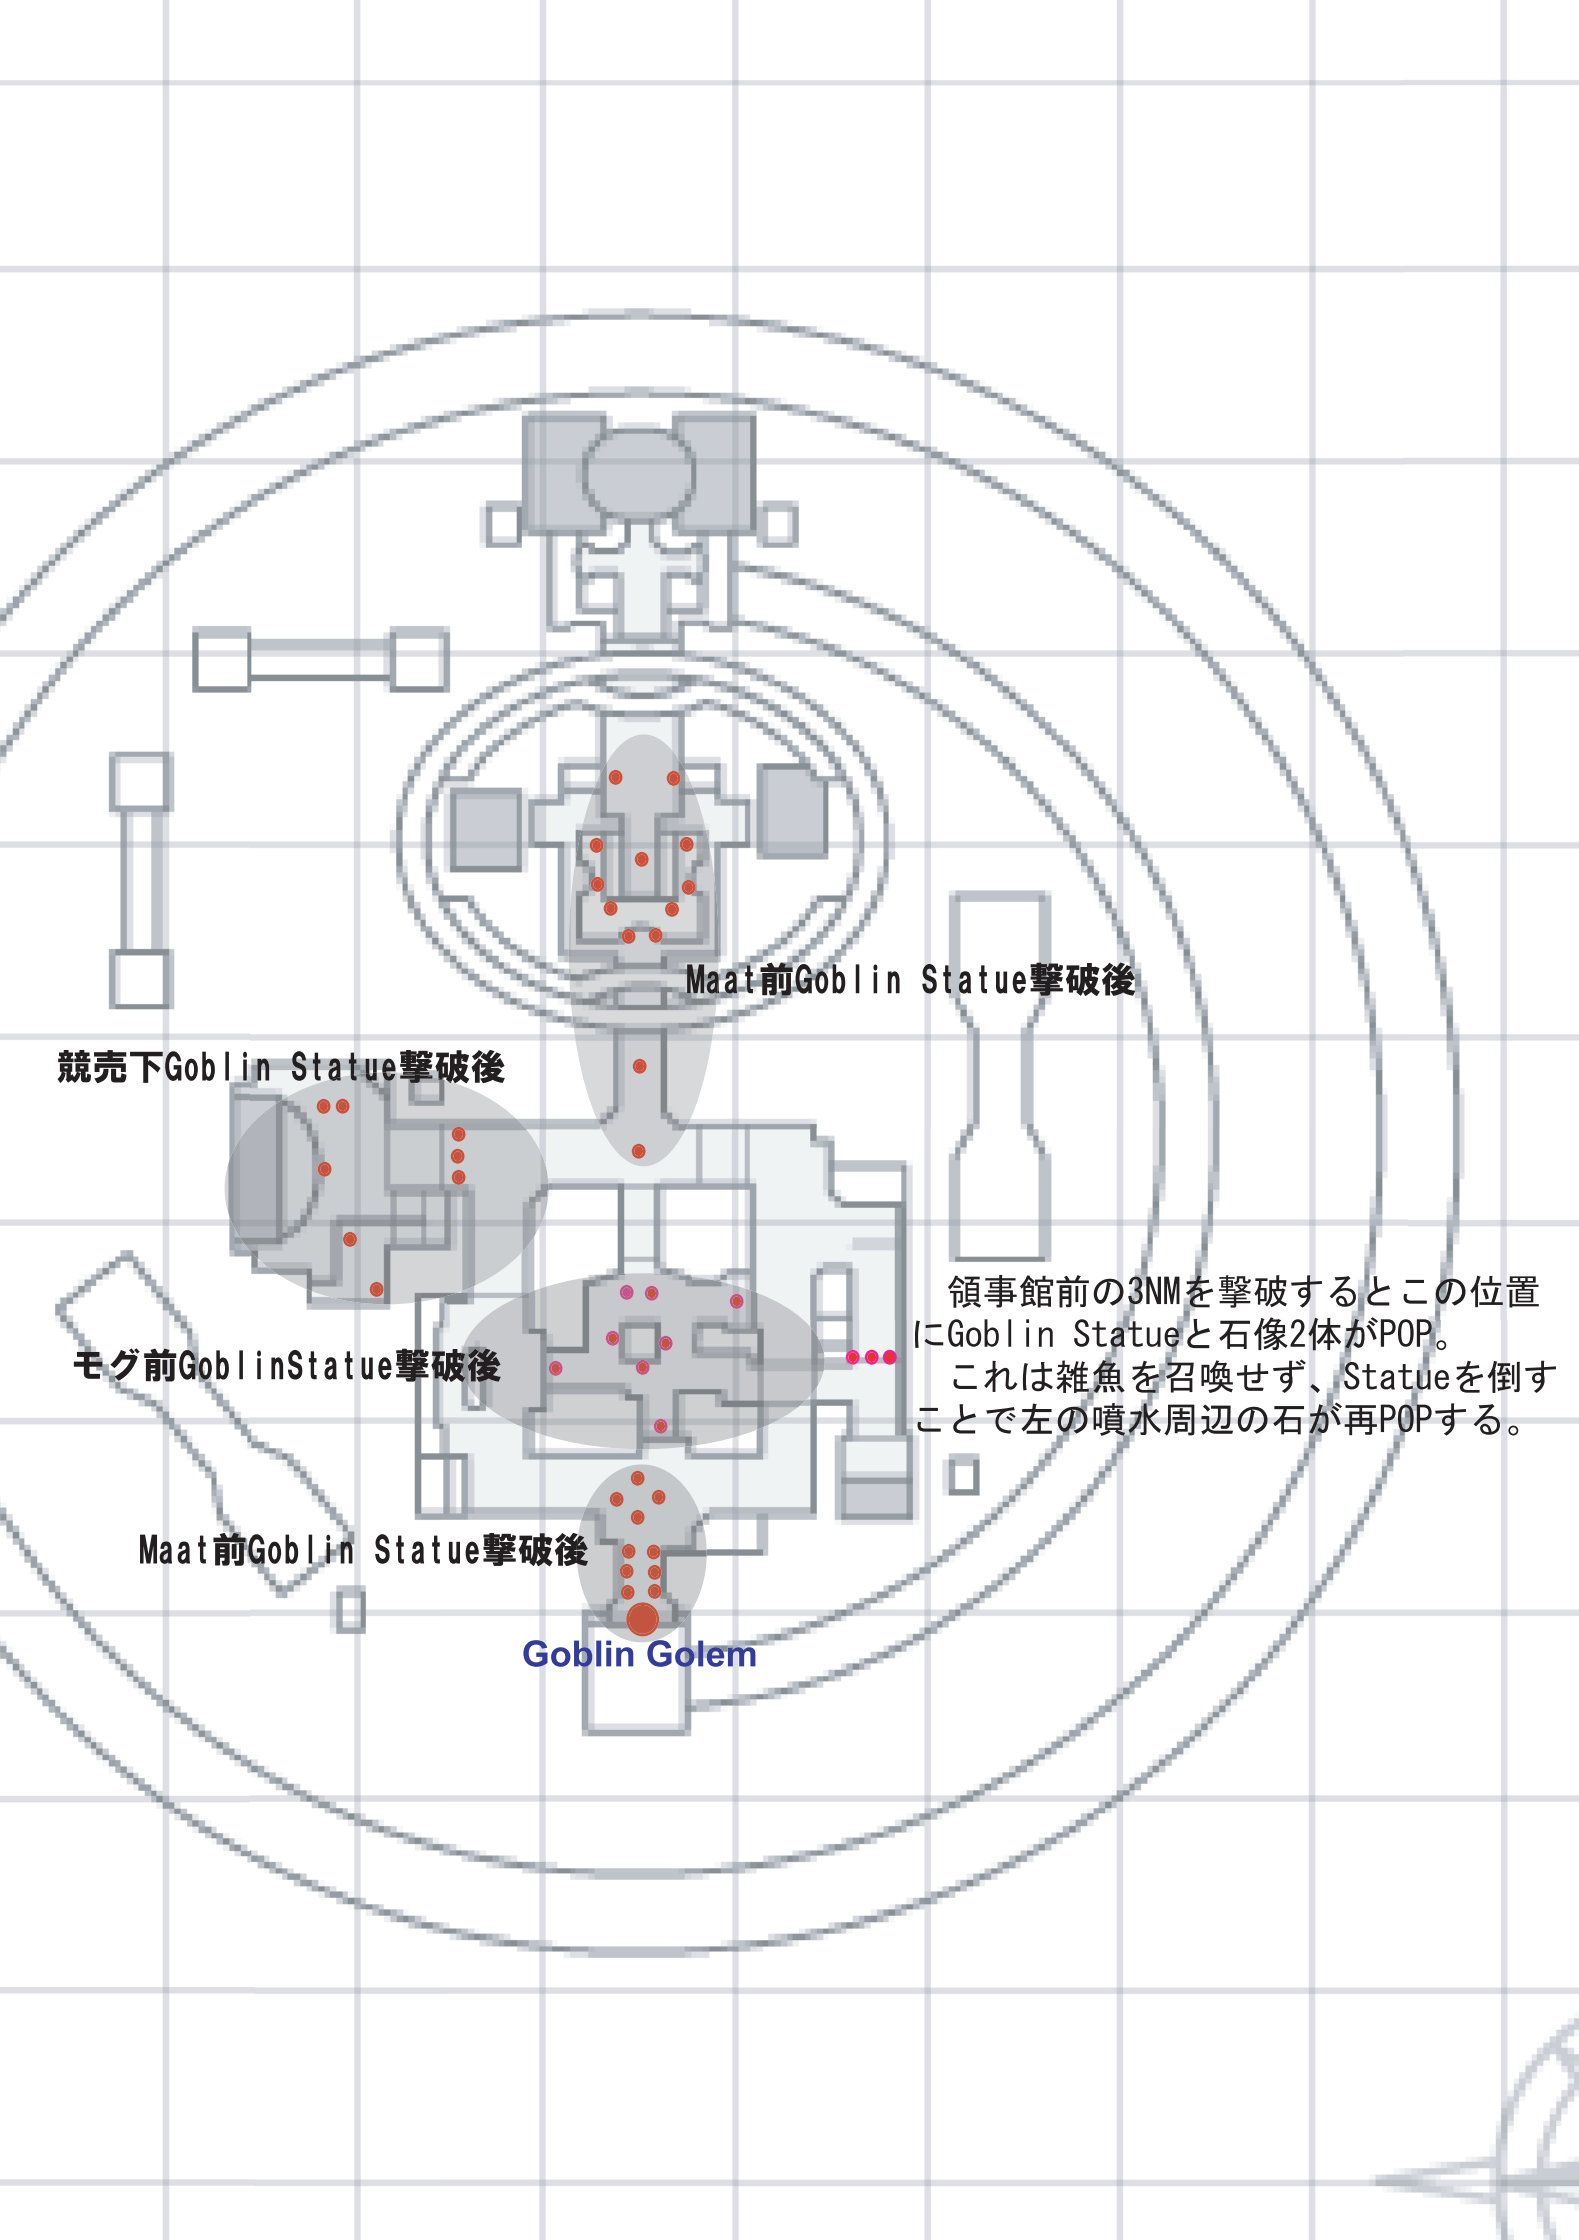 Maat前Goblin Statue撃破後
競売下Goblin Statue撃破後
領事館前の3NMを撃破するとこの位置
にGoblin Statueと石像2体がPOP。
これは雑魚を召喚せず、Statueを倒す
ことで左の噴水周辺の石が再POPする。
モグ前GoblinStatue撃破後
Maat前Goblin Statue撃破後
Goblin Golem